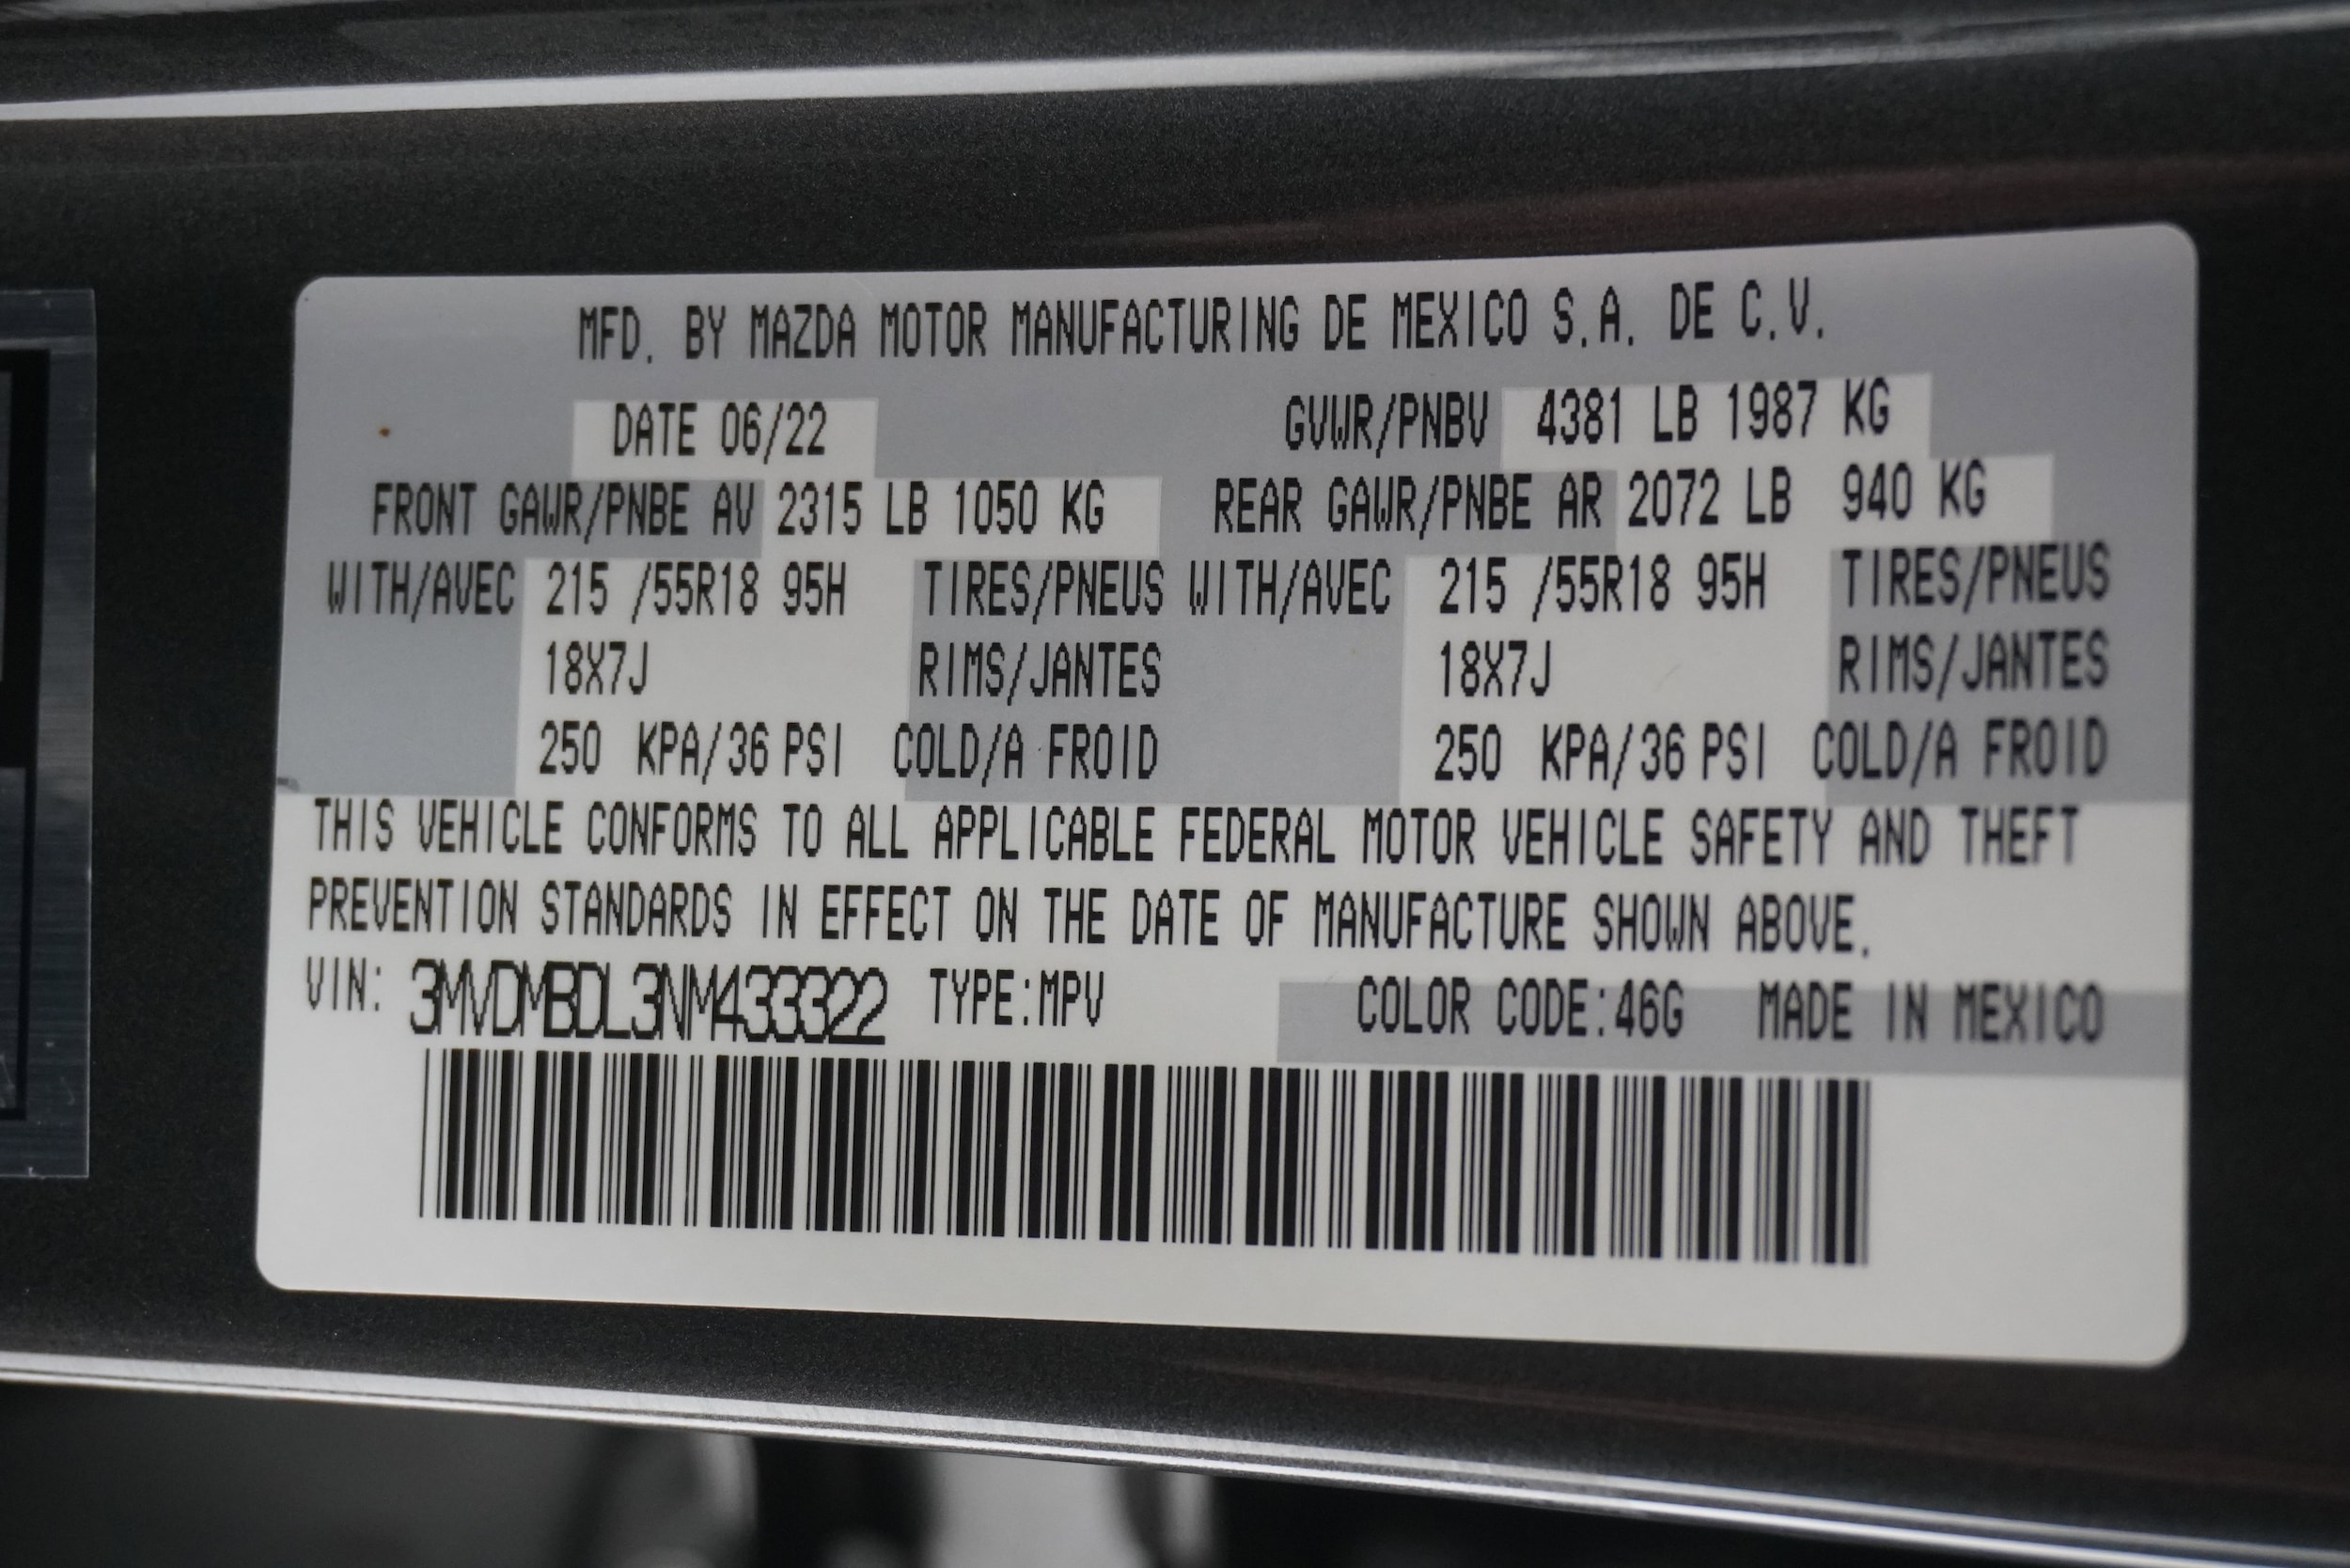 MFD. BY MAZDA MOTOR MANUFACTURING DE MEXICO S.A. DE C.V.
DATE 06/22 GVWR/PNBV 4381 LB 1987 KG
FRONT GAWR/PNBE AV 2315 LB 1050 KG REAR GAWR/PNBE AR 2072 LB 940 KG
WITH/AVEC 215 /55R18 95H TIRES/PNEUS WITH/AVEC 215 /55R18 95H TIRES/PNEUS
18X7J RIMS/JANTES 18X7J RIMS/JANTES
250 KPA/36 PSI COLD/A FROID 250 KPA/36 PSI COLD/A FROID
THIS VEHICLE CONFORMS TO ALL APPLICABLE FEDERAL MOTOR VEHICLE SAFETY AND THEFT
PREVENTION STANDARDS IN EFFECT ON THE DATE OF MANUFACTURE SHOWN ABOVE.
VIN: 3MVDMBDL3NM433322 TYPE:MPV COLOR CODE:46G MADE IN MEXICO